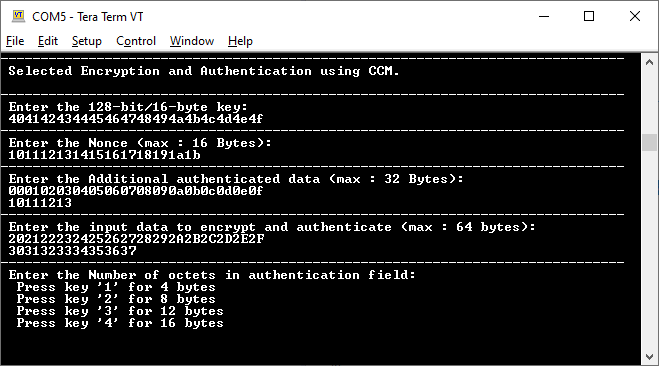 COM5 - Tera Term VT
File Edit Setup Control Window Help
Selected Encryption and Authentication using CCM.
Enter the 128-bit/16-byte key:
404142434445464748494a4b4c4d4e4f
Enter the Nonce (max : 16 Bytes):
101112131415161718191a1b
Enter the Additional authenticated data (max : 32 Bytes):
000102030405060708090a0b0c0d0e0f
10111213
Enter the input data to encrypt and authenticate (max : 64 bytes):
202122232425262728292A2B2C2D2E2F
3031323334353637
Enter the Number of octets in authentication field:
Press key '1' for 4 bytes
Press key '2' for 8 bytes
Press key '3' for 12 bytes
Press key '4' for 16 bytes